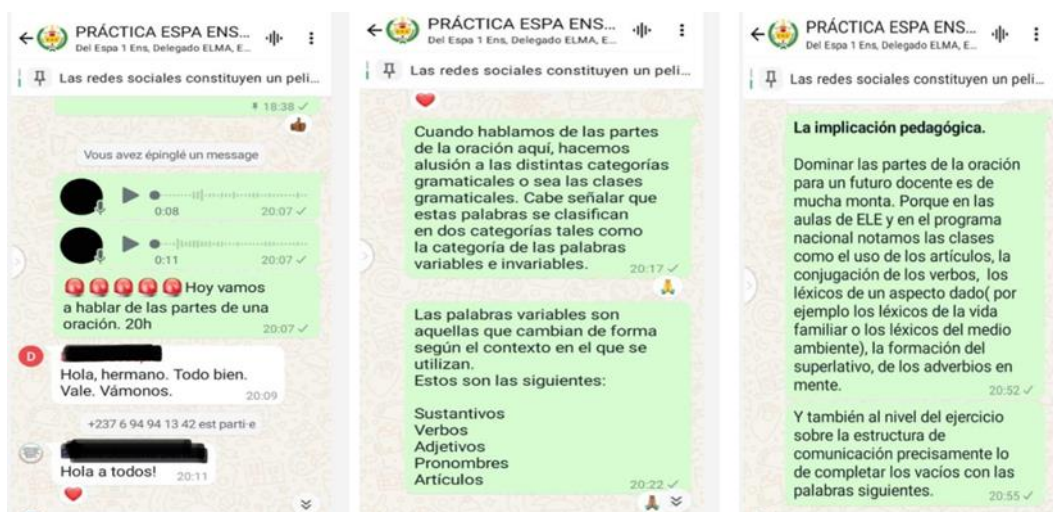 PRÁCTICA ESPA ENS...
Del Espa 1 Ens, Delegado ELMA, E...
Las redes sociales constituyen un peli...
18:38
Vous avez épinglé un message
0:08 20:07
0:11 20:07
Hoy vamos
a hablar de las partes de una
oración. 20h
20:07
D
Hola, hermano. Todo bien.
Vale. Vámonos.
20:09
+237 6 94 94 13 42 est parti·e
Hola a todos! 20:11
PRÁCTICA ESPA ENS...
Del Espa 1 Ens, Delegado ELMA, E...
Las redes sociales constituyen un peli...
Cuando hablamos de las partes
de la oración aquí, hacemos
alusión a las distintas categorías
gramaticales o sea las clases
gramaticales. Cabe señalar que
estas palabras se clasifican
en dos categorías tales como
la categoría de las palabras
variables e invariables.
20:17
Las palabras variables son
aquellas que cambian de forma
según el contexto en el que se
utilizan.
Estos son las siguientes:
Sustantivos
Verbos
Adjetivos
Pronombres
Artículos
20:22
PRÁCTICA ESPA ENS...
Del Espa 1 Ens, Delegado ELMA, E...
Las redes sociales constituyen un peli...
La implicación pedagógica.
Dominar las partes de la oración
para un futuro docente es de
mucha monta. Porque en las
aulas de ELE y en el programa
nacional notamos las clases
como el uso de los artículos, la
conjugación de los verbos, los
léxicos de un aspecto dado( por
ejemplo los léxicos de la vida
familiar o los léxicos del medio
ambiente), la formación del
superlativo, de los adverbios en
mente.
20:52
Y también al nivel del ejercicio
sobre la estructura de
comunicación precisamente lo
de completar los vacíos con las
palabras siguientes.
20:55